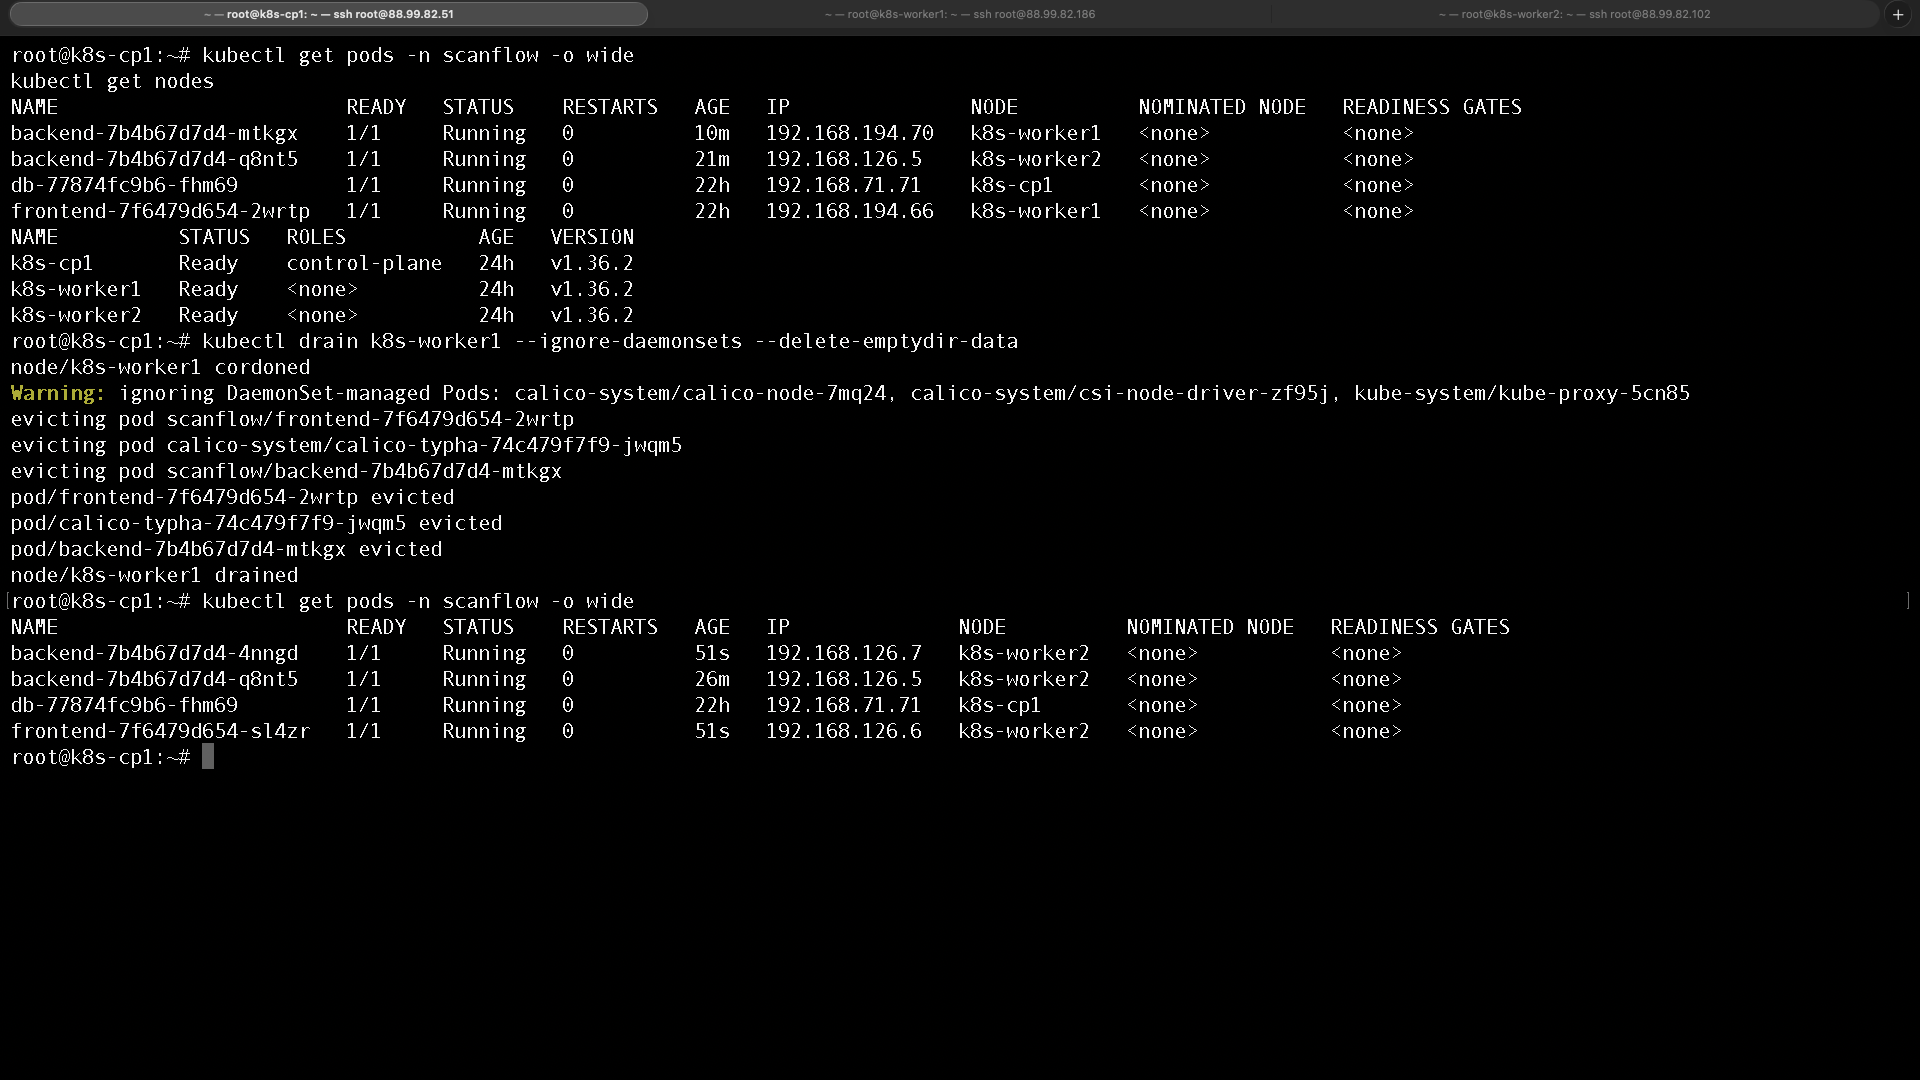 ~ — root@k8s-cp1: ~ — ssh root@88.99.82.51 ~ — root@k8s-worker1: ~ — ssh root@88.99.82.186 ~ — root@k8s-worker2: ~ — ssh root@88.99.82.102 +
root@k8s-cp1:~# kubectl get pods -n scanflow -o wide
kubectl get nodes
NAME READY STATUS RESTARTS AGE IP NODE NOMINATED NODE READINESS GATES
backend-7b4b67d7d4-mtkgx 1/1 Running 0 10m 192.168.194.70 k8s-worker1 <none> <none>
backend-7b4b67d7d4-q8nt5 1/1 Running 0 21m 192.168.126.5 k8s-worker2 <none> <none>
db-77874fc9b6-fhm69 1/1 Running 0 22h 192.168.71.71 k8s-cp1 <none> <none>
frontend-7f6479d654-2wrtp 1/1 Running 0 22h 192.168.194.66 k8s-worker1 <none> <none>
NAME STATUS ROLES AGE VERSION
k8s-cp1 Ready control-plane 24h v1.36.2
k8s-worker1 Ready <none> 24h v1.36.2
k8s-worker2 Ready <none> 24h v1.36.2
root@k8s-cp1:~# kubectl drain k8s-worker1 --ignore-daemonsets --delete-emptydir-data
node/k8s-worker1 cordoned
Warning: ignoring DaemonSet-managed Pods: calico-system/calico-node-7mq24, calico-system/csi-node-driver-zf95j, kube-system/kube-proxy-5cn85
evicting pod scanflow/frontend-7f6479d654-2wrtp
evicting pod calico-system/calico-typha-74c479f7f9-jwqm5
evicting pod scanflow/backend-7b4b67d7d4-mtkgx
pod/frontend-7f6479d654-2wrtp evicted
pod/calico-typha-74c479f7f9-jwqm5 evicted
pod/backend-7b4b67d7d4-mtkgx evicted
node/k8s-worker1 drained
[root@k8s-cp1:~# kubectl get pods -n scanflow -o wide ]
NAME READY STATUS RESTARTS AGE IP NODE NOMINATED NODE READINESS GATES
backend-7b4b67d7d4-4nngd 1/1 Running 0 51s 192.168.126.7 k8s-worker2 <none> <none>
backend-7b4b67d7d4-q8nt5 1/1 Running 0 26m 192.168.126.5 k8s-worker2 <none> <none>
db-77874fc9b6-fhm69 1/1 Running 0 22h 192.168.71.71 k8s-cp1 <none> <none>
frontend-7f6479d654-sl4zr 1/1 Running 0 51s 192.168.126.6 k8s-worker2 <none> <none>
root@k8s-cp1:~#